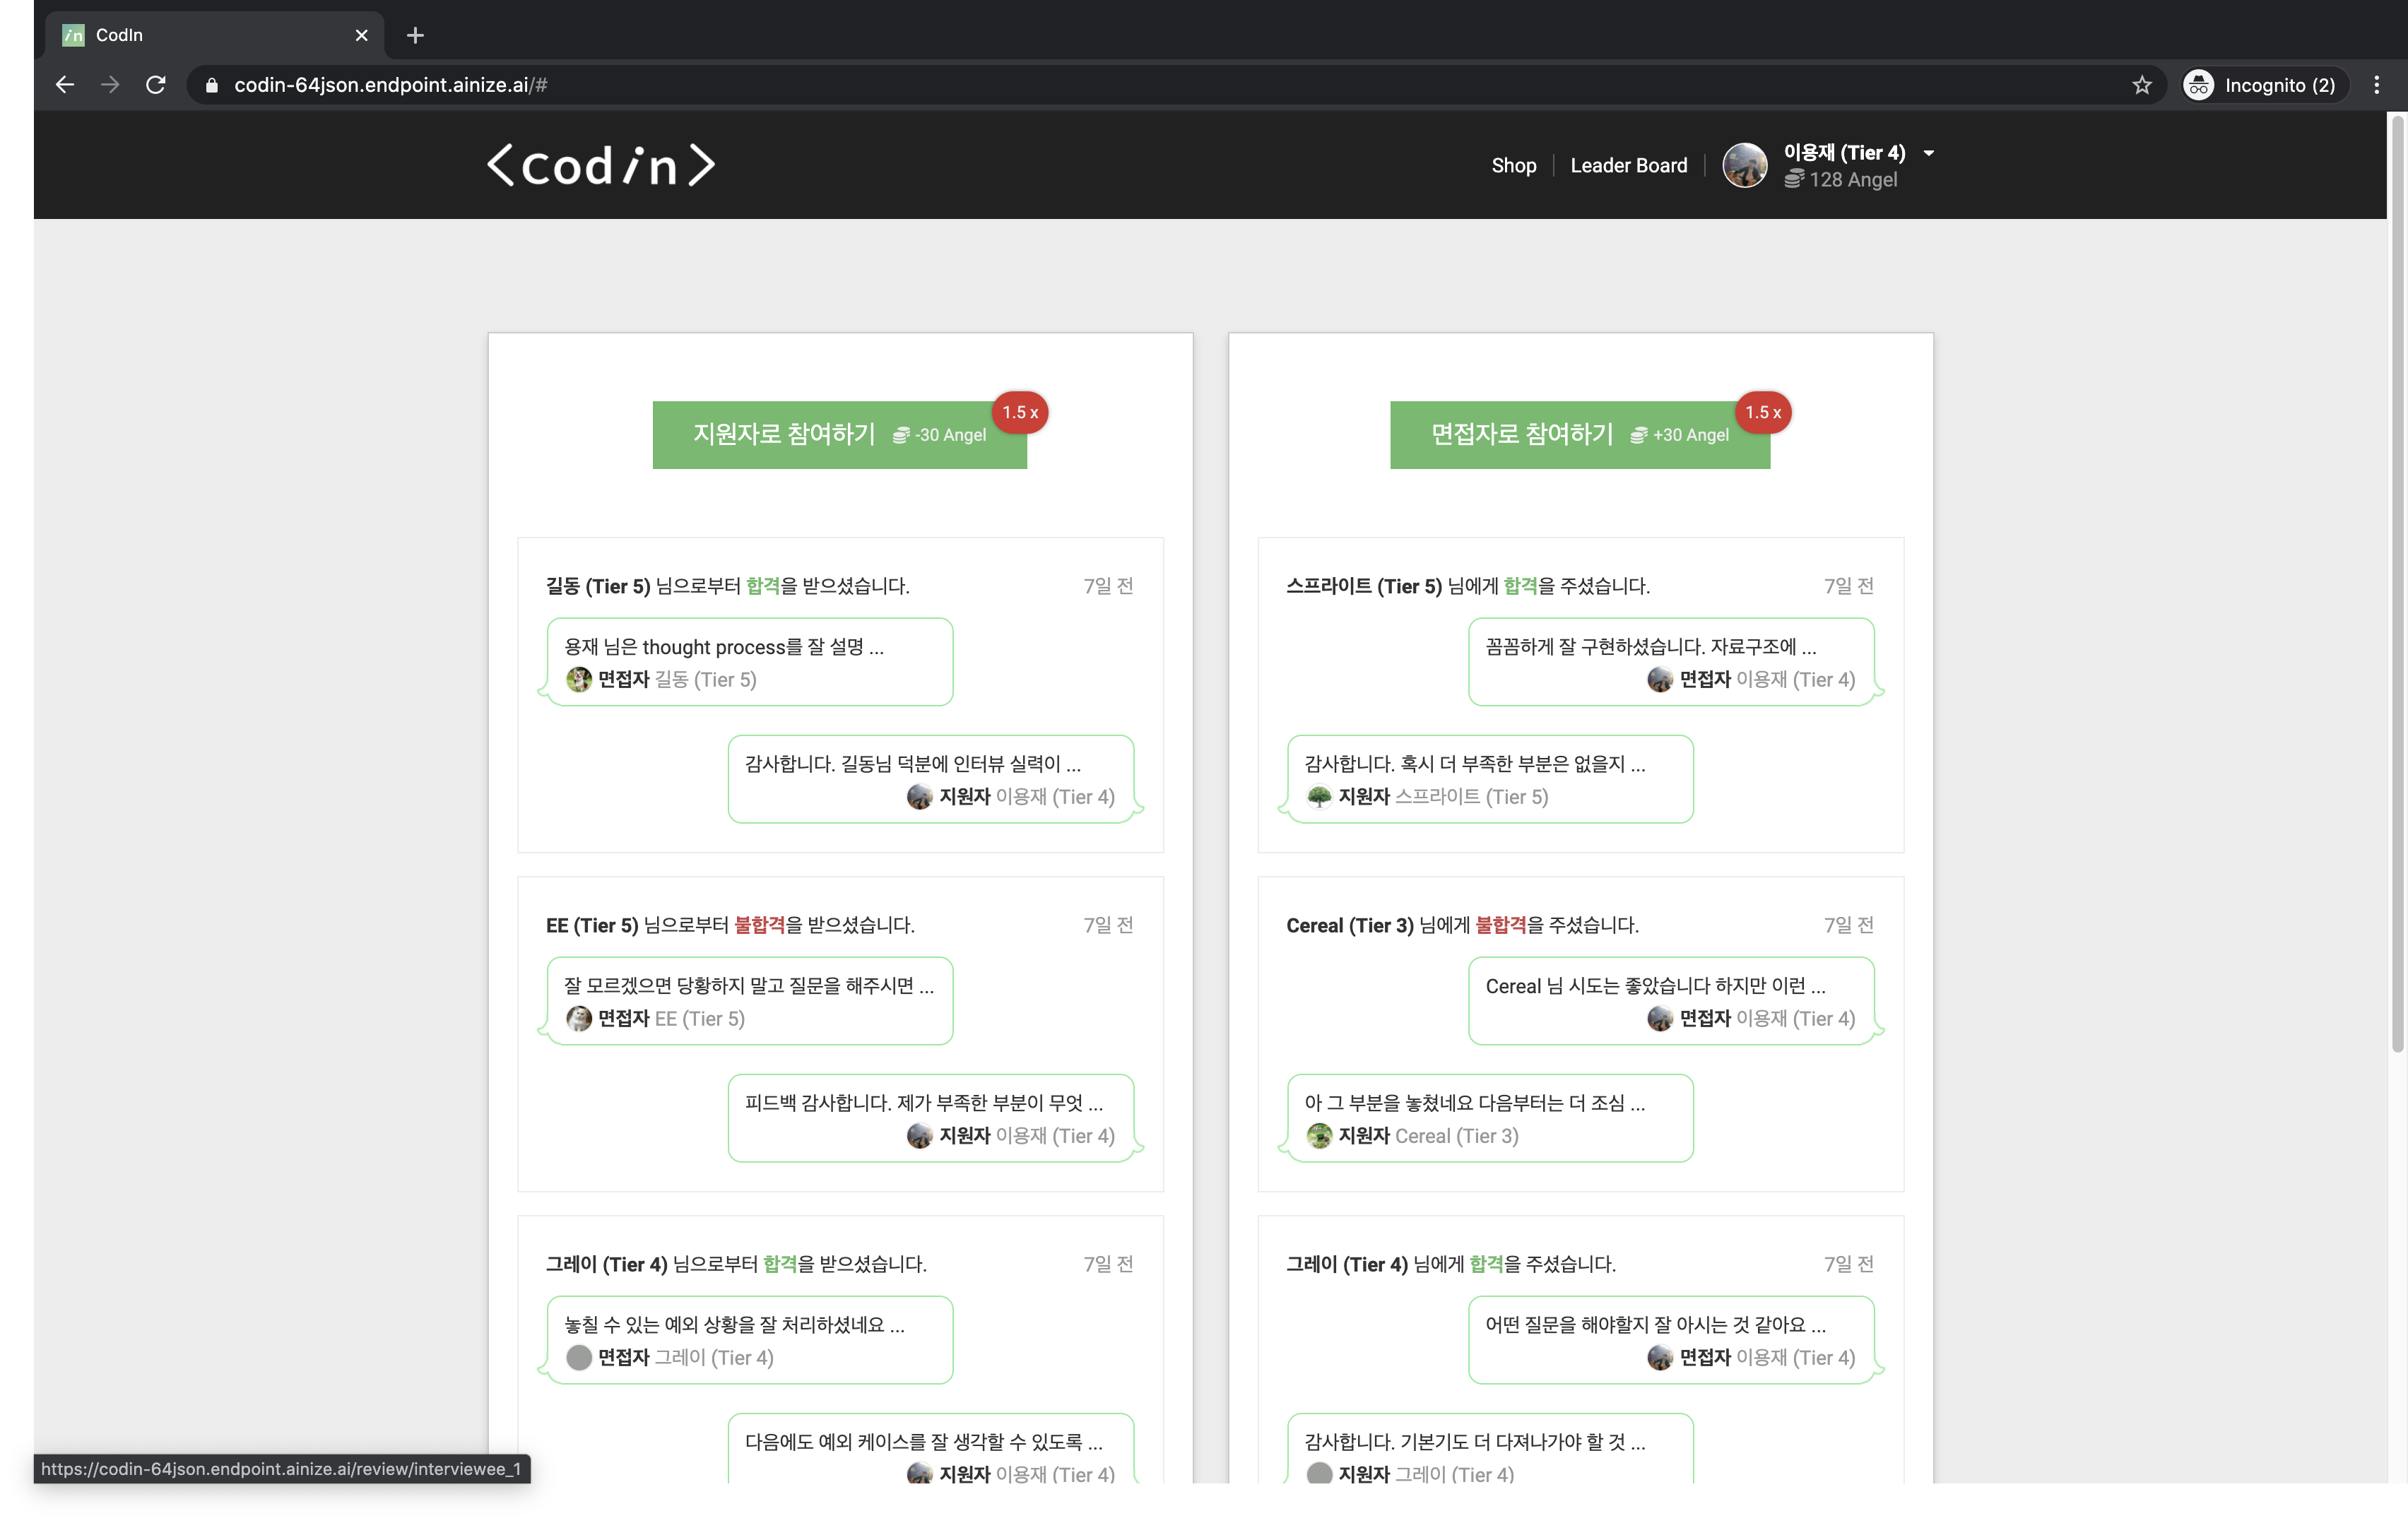 in CodIn
codin-64json.endpoint.ainize.ai/#
Incognito (2)
<codin>
Shop
Leader Board
이용재 (Tier 4)
128 Angel
지원자로 참여하기 -30 Angel
1.5 x
길동 (Tier 5) 님으로부터 합격을 받으셨습니다. 7일 전
용재 님은 thought process를 잘 설명 ...
면접자 길동 (Tier 5)
감사합니다. 길동님 덕분에 인터뷰 실력이 ...
지원자 이용재 (Tier 4)
EE (Tier 5) 님으로부터 불합격을 받으셨습니다. 7일 전
잘 모르겠으면 당황하지 말고 질문을 해주시면 ...
면접자 EE (Tier 5)
피드백 감사합니다. 제가 부족한 부분이 무엇 ...
지원자 이용재 (Tier 4)
그레이 (Tier 4) 님으로부터 합격을 받으셨습니다. 7일 전
놓칠 수 있는 예외 상황을 잘 처리하셨네요 ...
면접자 그레이 (Tier 4)
다음에도 예외 케이스를 잘 생각할 수 있도록 ...
지원자 이용재 (Tier 4)
면접자로 참여하기 +30 Angel
1.5 x
스프라이트 (Tier 5) 님에게 합격을 주셨습니다. 7일 전
꼼꼼하게 잘 구현하셨습니다. 자료구조에 ...
면접자 이용재 (Tier 4)
감사합니다. 혹시 더 부족한 부분은 없을지 ...
지원자 스프라이트 (Tier 5)
Cereal (Tier 3) 님에게 불합격을 주셨습니다. 7일 전
Cereal 님 시도는 좋았습니다 하지만 이런 ...
면접자 이용재 (Tier 4)
아 그 부분을 놓쳤네요 다음부터는 더 조심 ...
지원자 Cereal (Tier 3)
그레이 (Tier 4) 님에게 합격을 주셨습니다. 7일 전
어떤 질문을 해야할지 잘 아시는 것 같아요 ...
면접자 이용재 (Tier 4)
감사합니다. 기본기도 더 다져나가야 할 것 ...
지원자 그레이 (Tier 4)
https://codin-64json.endpoint.ainize.ai/review/interviewee_1